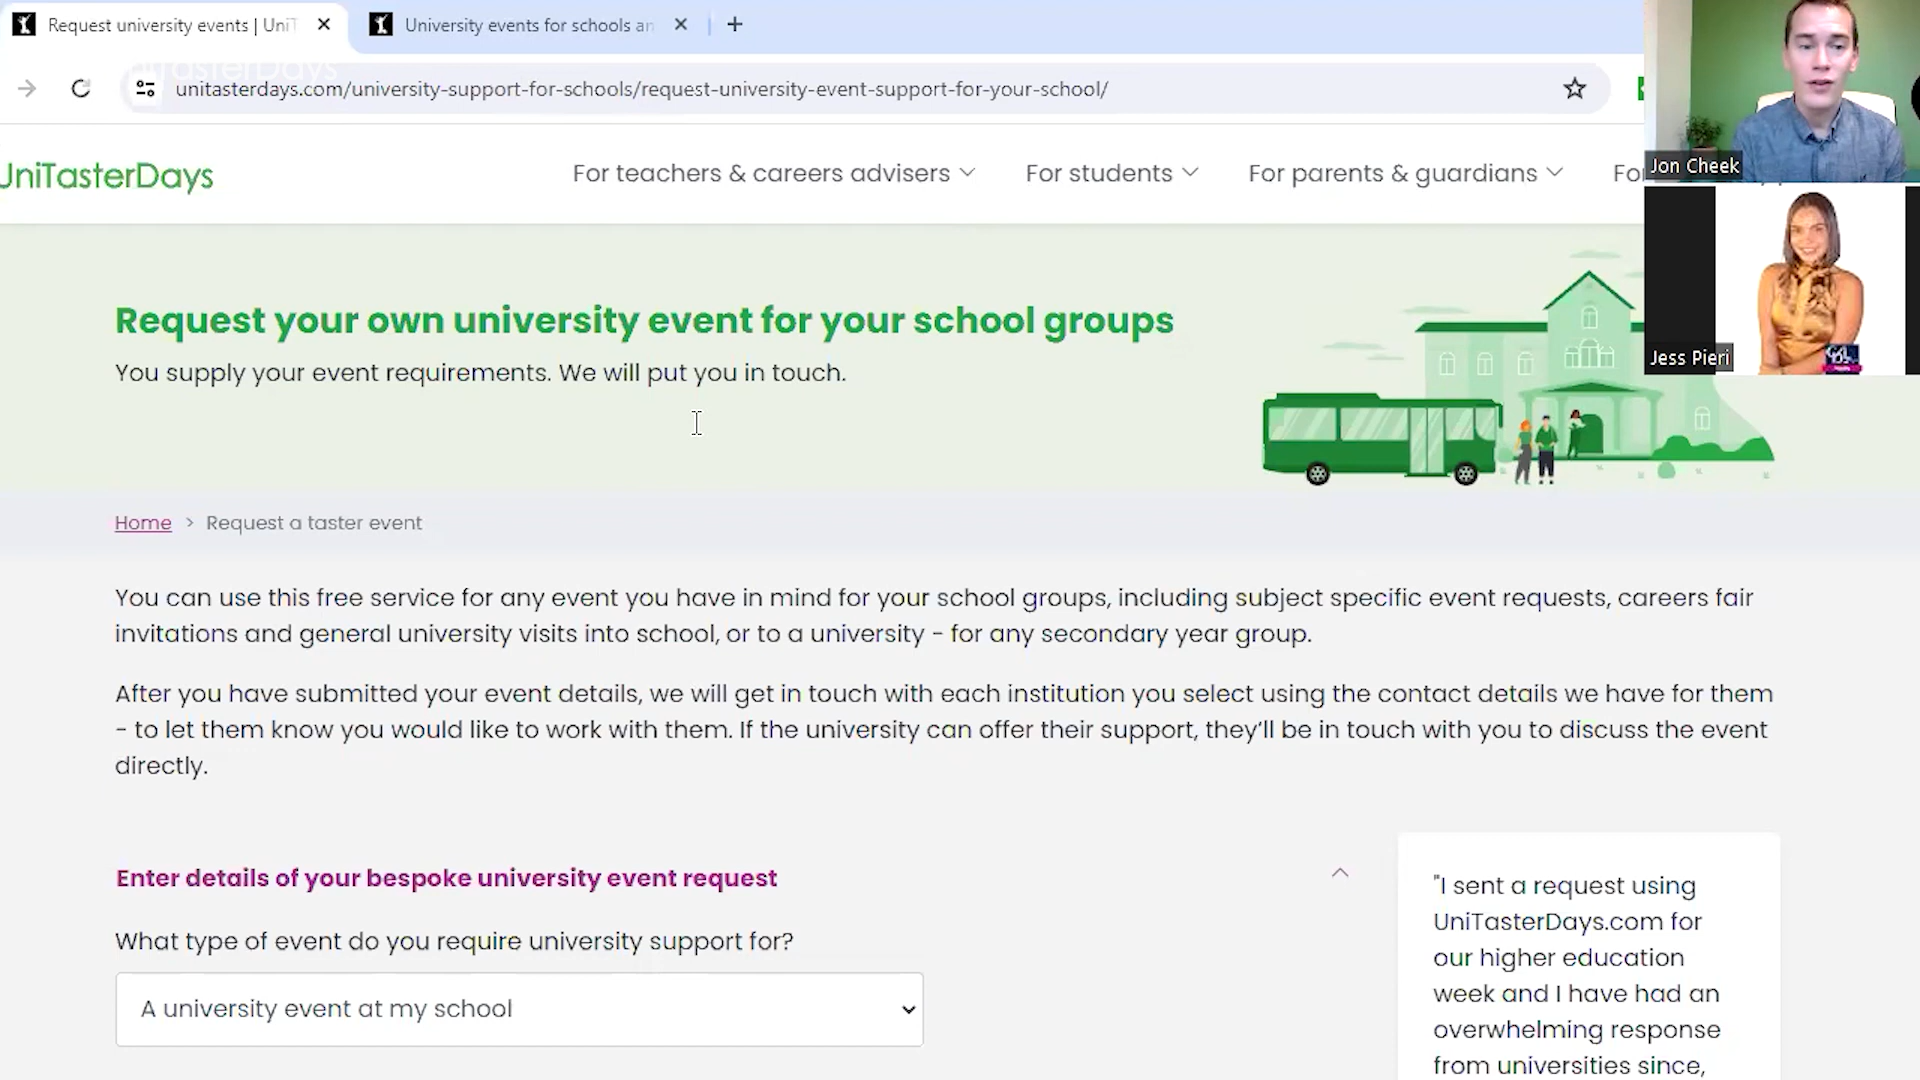 Request university events | UniT
University events for schools an
unitasterdays.com/university-support-for-schools/request-university-event-support-for-your-school/
UniTasterDays
For teachers & careers advisers
For students
For parents & guardians
Jon Cheek
Jess Pieri
Request your own university event for your school groups
You supply your event requirements. We will put you in touch.
Home > Request a taster event
You can use this free service for any event you have in mind for your school groups, including subject specific event requests, careers fair
invitations and general university visits into school, or to a university - for any secondary year group.
After you have submitted your event details, we will get in touch with each institution you select using the contact details we have for them
- to let them know you would like to work with them. If the university can offer their support, they’ll be in touch with you to discuss the event
directly.
Enter details of your bespoke university event request
What type of event do you require university support for?
A university event at my school
"I sent a request using
UniTasterDays.com for
our higher education
week and I have had an
overwhelming response
from universities since,